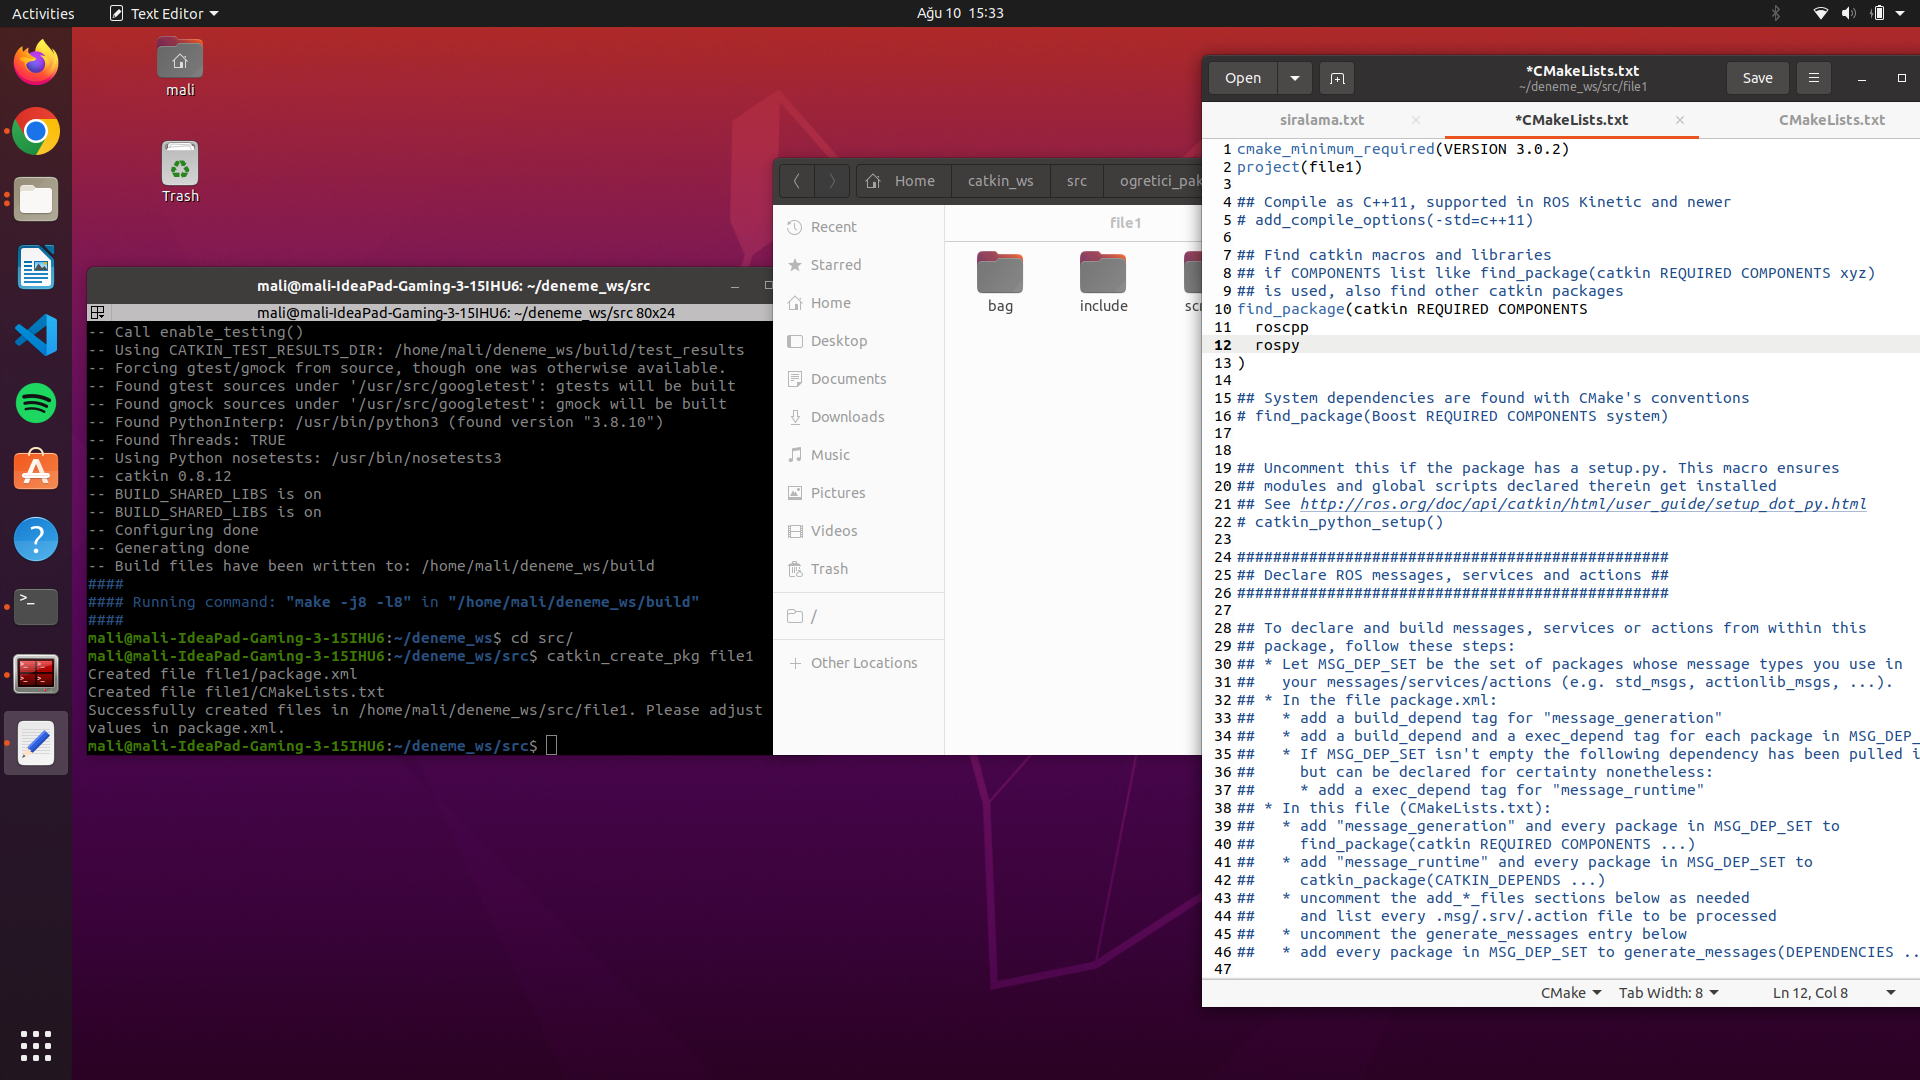 Activities
Text Editor
Ağu 10 15:33
mali
Trash
mali@mali-IdeaPad-Gaming-3-15IHU6: ~/deneme_ws/src
mali@mali-IdeaPad-Gaming-3-15IHU6: ~/deneme_ws/src 80x24
-- Call enable_testing()
-- Using CATKIN_TEST_RESULTS_DIR: /home/mali/deneme_ws/build/test_results
-- Forcing gtest/gmock from source, though one was otherwise available.
-- Found gtest sources under '/usr/src/googletest': gtests will be built
-- Found gmock sources under '/usr/src/googletest': gmock will be built
-- Found PythonInterp: /usr/bin/python3 (found version "3.8.10")
-- Found Threads: TRUE
-- Using Python nosetests: /usr/bin/nosetests3
-- catkin 0.8.12
-- BUILD_SHARED_LIBS is on
-- BUILD_SHARED_LIBS is on
-- Configuring done
-- Generating done
-- Build files have been written to: /home/mali/deneme_ws/build
####
#### Running command: "make -j8 -l8" in "/home/mali/deneme_ws/build"
####
mali@mali-IdeaPad-Gaming-3-15IHU6:~/deneme_ws$ cd src/
mali@mali-IdeaPad-Gaming-3-15IHU6:~/deneme_ws/src$ catkin_create_pkg file1
Created file file1/package.xml
Created file file1/CMakeLists.txt
Successfully created files in /home/mali/deneme_ws/src/file1. Please adjust
values in package.xml.
mali@mali-IdeaPad-Gaming-3-15IHU6:~/deneme_ws/src$
Home
catkin_ws
src
ogretici_pak
Recent
Starred
Home
Desktop
Documents
Downloads
Music
Pictures
Videos
Trash
/
+ Other Locations
file1
bag
include
scr
Open
*CMakeLists.txt
~/deneme_ws/src/file1
Save
siralama.txt
*CMakeLists.txt
CMakeLists.txt
1 cmake_minimum_required(VERSION 3.0.2)
2 project(file1)
3
4 ## Compile as C++11, supported in ROS Kinetic and newer
5 # add_compile_options(-std=c++11)
6
7 ## Find catkin macros and libraries
8 ## if COMPONENTS list like find_package(catkin REQUIRED COMPONENTS xyz)
9 ## is used, also find other catkin packages
10 find_package(catkin REQUIRED COMPONENTS
11   roscpp
12   rospy
13 )
14
15 ## System dependencies are found with CMake's conventions
16 # find_package(Boost REQUIRED COMPONENTS system)
17
18
19 ## Uncomment this if the package has a setup.py. This macro ensures
20 ## modules and global scripts declared therein get installed
21 ## See http://ros.org/doc/api/catkin/html/user_guide/setup_dot_py.html
22 # catkin_python_setup()
23
24 ################################################
25 ## Declare ROS messages, services and actions ##
26 ################################################
27
28 ## To declare and build messages, services or actions from within this
29 ## package, follow these steps:
30 ## * Let MSG_DEP_SET be the set of packages whose message types you use in
31 ##   your messages/services/actions (e.g. std_msgs, actionlib_msgs, ...).
32 ## * In the file package.xml:
33 ##   * add a build_depend tag for "message_generation"
34 ##   * add a build_depend and a exec_depend tag for each package in MSG_DEP_
35 ##   * If MSG_DEP_SET isn't empty the following dependency has been pulled i
36 ##     but can be declared for certainty nonetheless:
37 ##     * add a exec_depend tag for "message_runtime"
38 ## * In this file (CMakeLists.txt):
39 ##   * add "message_generation" and every package in MSG_DEP_SET to
40 ##     find_package(catkin REQUIRED COMPONENTS ...)
41 ##   * add "message_runtime" and every package in MSG_DEP_SET to
42 ##     catkin_package(CATKIN_DEPENDS ...)
43 ##   * uncomment the add_*_files sections below as needed
44 ##     and list every .msg/.srv/.action file to be processed
45 ##   * uncomment the generate_messages entry below
46 ##   * add every package in MSG_DEP_SET to generate_messages(DEPENDENCIES ..
47
CMake
Tab Width: 8
Ln 12, Col 8